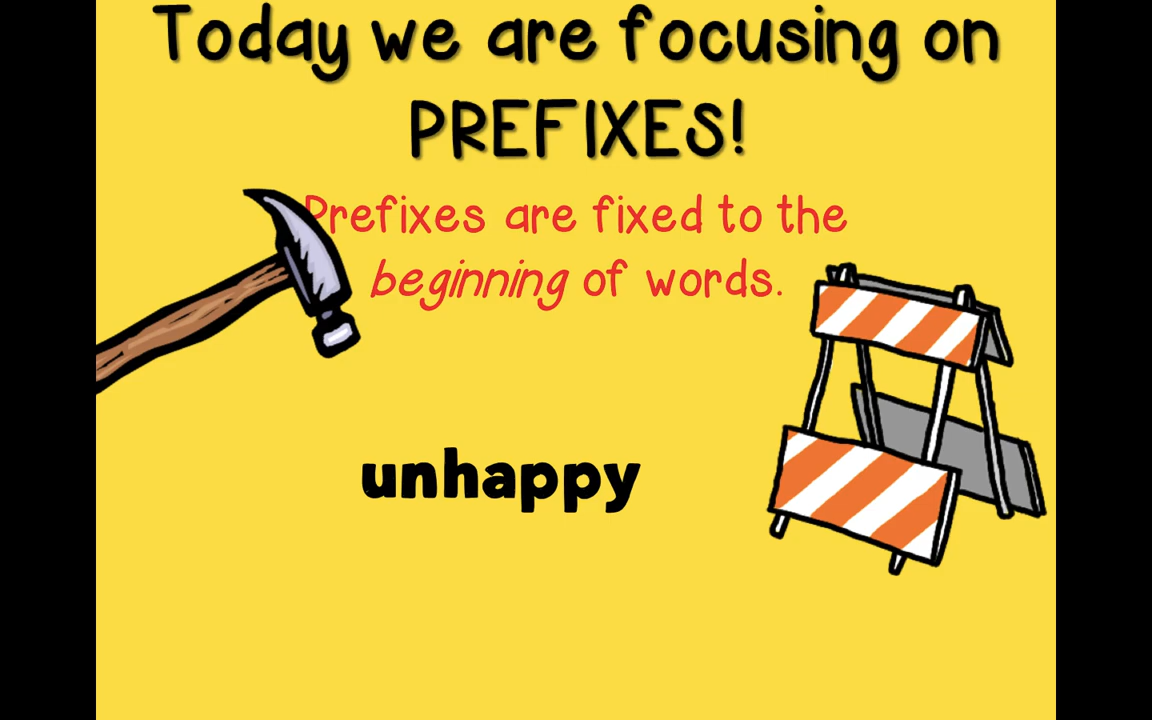 Today we are focusing on
PREFIXES!
Prefixes are fixed to the
beginning of words.
unhappy